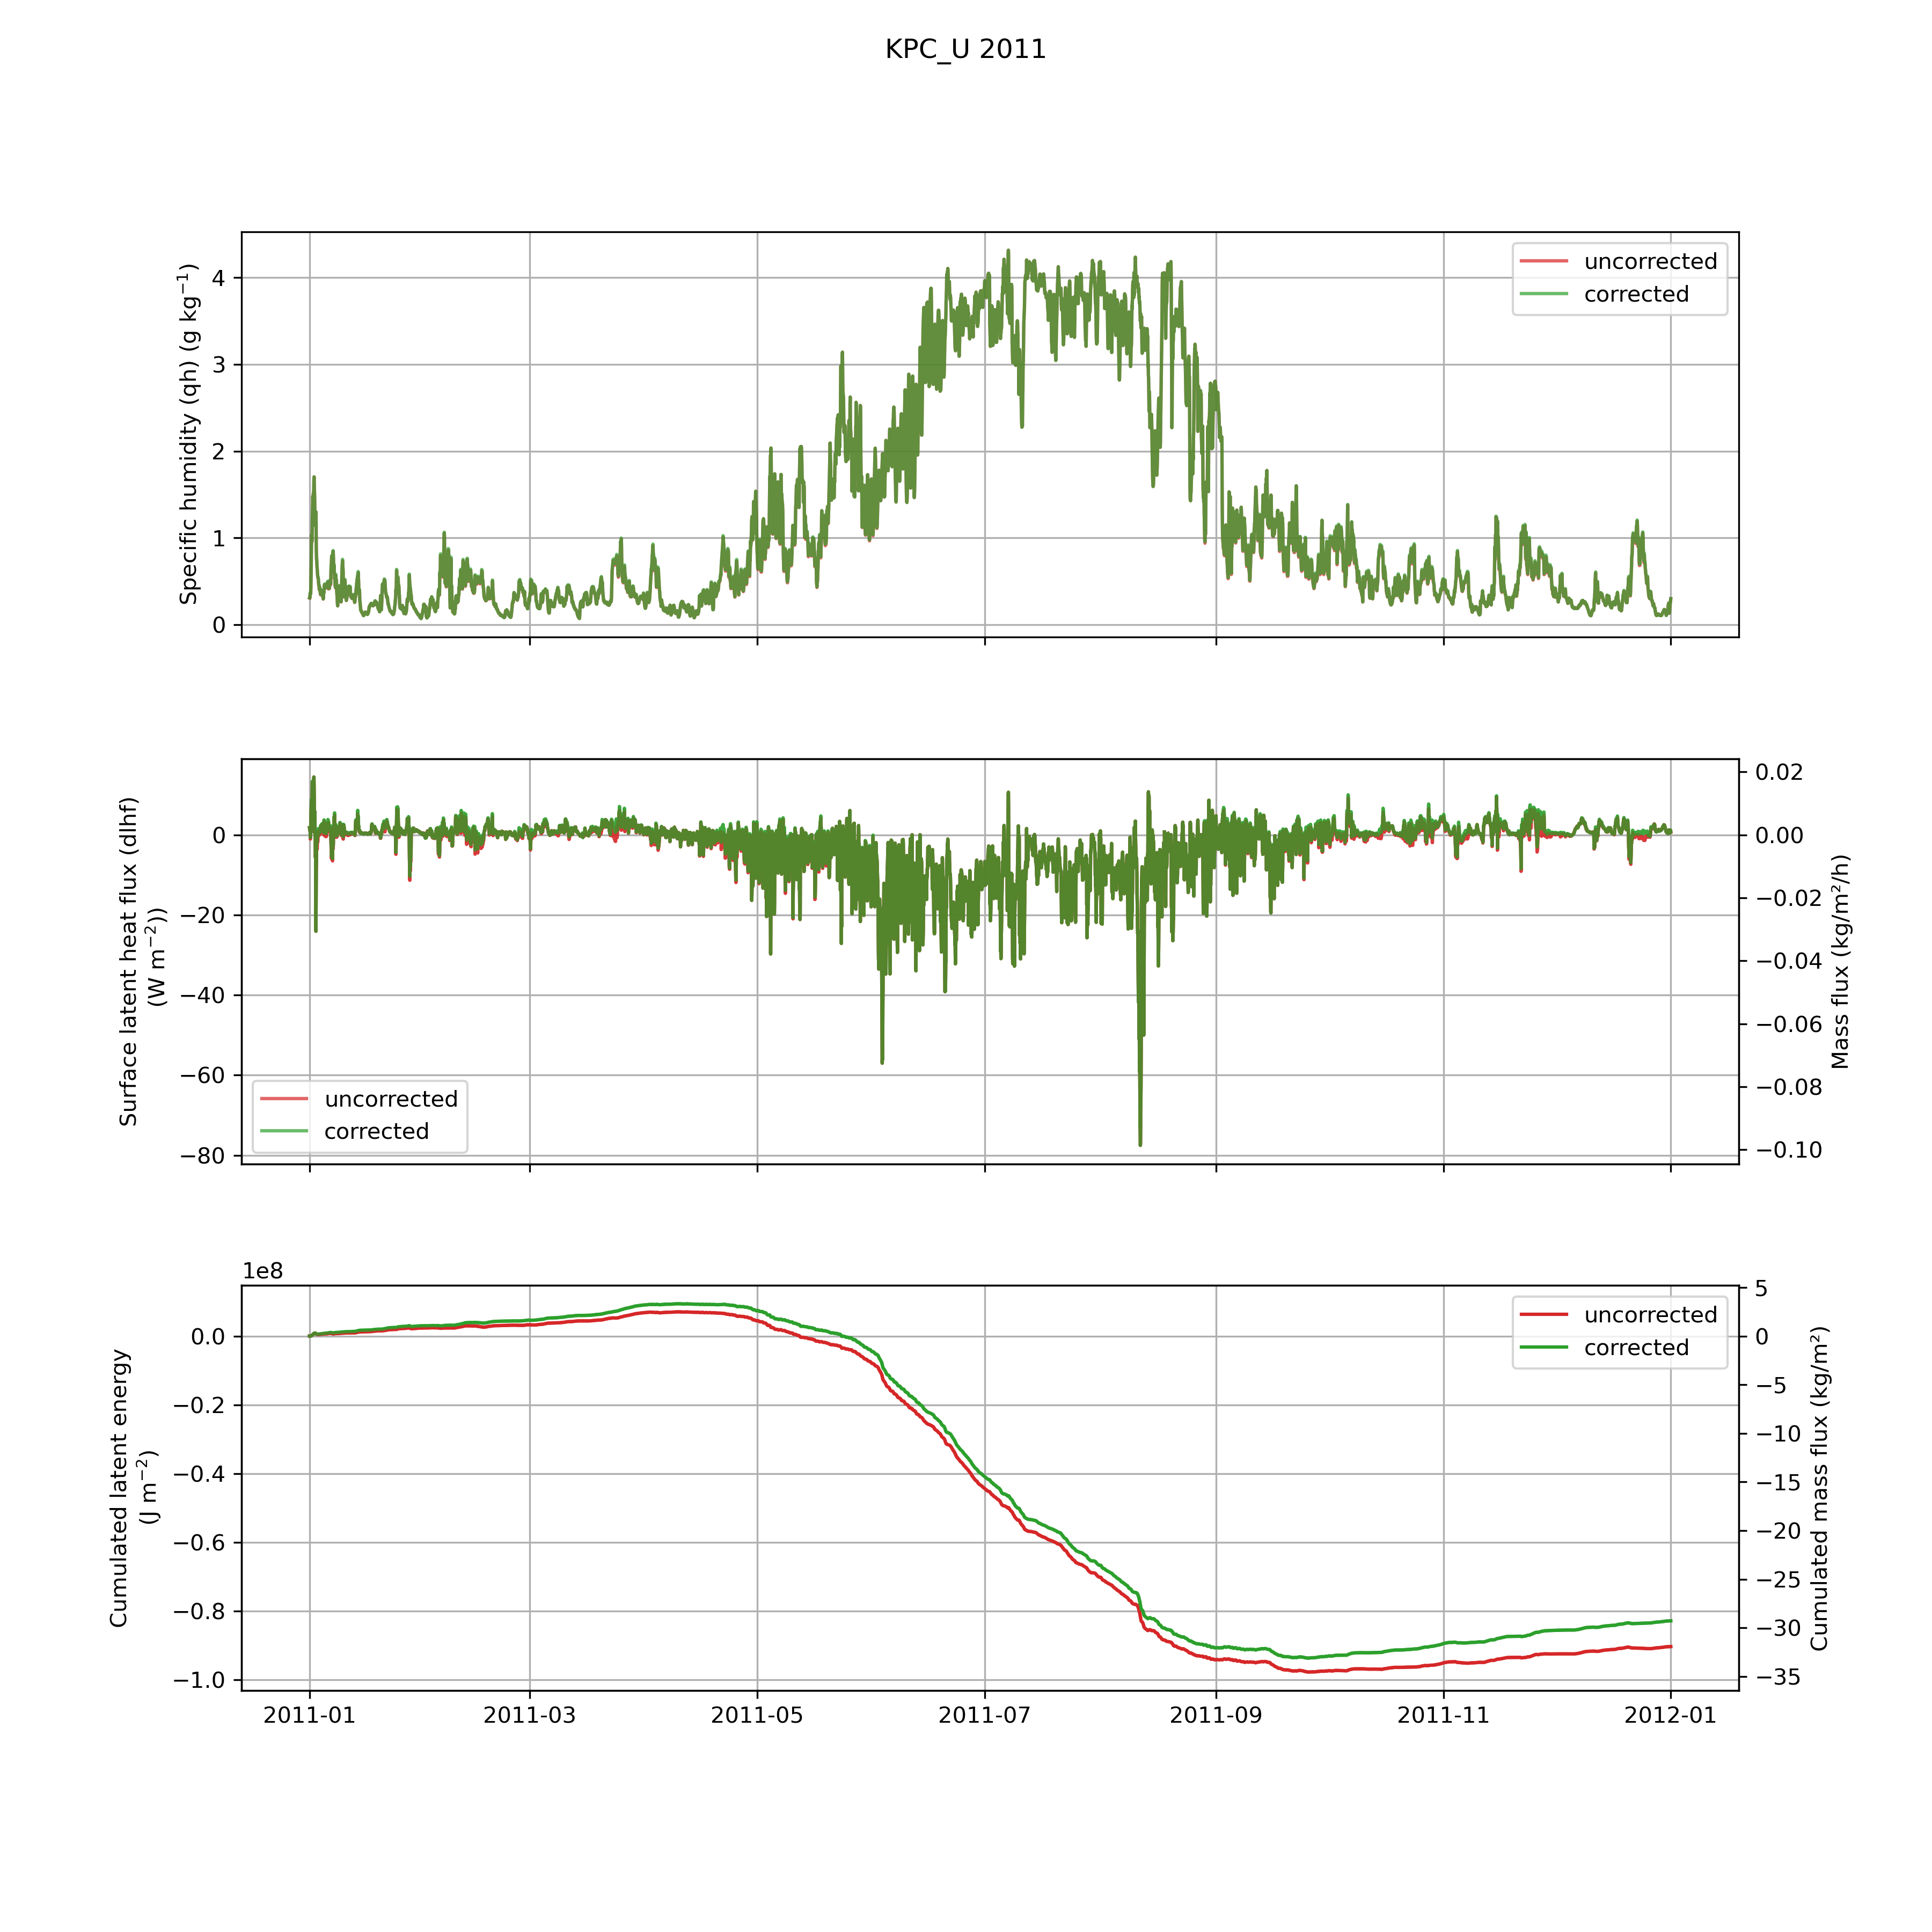 KPC_U 2011
Specific humidity (qh) (g kg⁻¹)
4
3
2
1
0
uncorrected
corrected
Surface latent heat flux (dlhf)
(W m⁻²))
0
−20
−40
−60
−80
uncorrected
corrected
0.02
0.00
−0.02
−0.04
−0.06
−0.08
−0.10
Mass flux (kg/m²/h)
1e8
Cumulated latent energy
(J m⁻²)
0.0
−0.2
−0.4
−0.6
−0.8
−1.0
uncorrected
corrected
5
0
−5
−10
−15
−20
−25
−30
−35
Cumulated mass flux (kg/m²)
2011-01 2011-03 2011-05 2011-07 2011-09 2011-11 2012-01